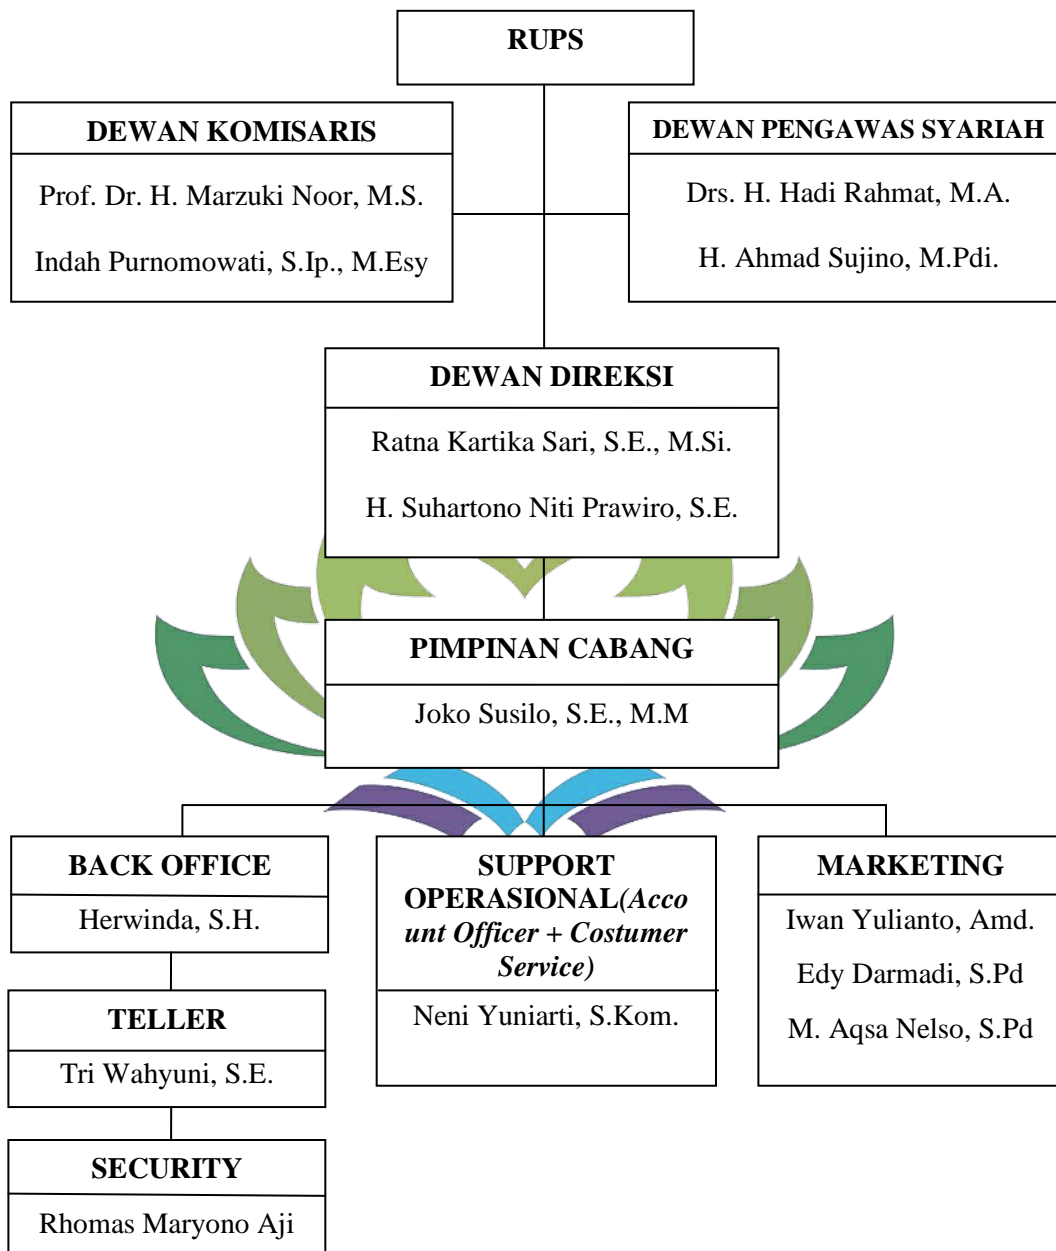 RUPS
DEWAN KOMISARIS
Prof. Dr. H. Marzuki Noor, M.S.
Indah Purnomowati, S.Ip., M.Esy
DEWAN PENGAWAS SYARIAH
Drs. H. Hadi Rahmat, M.A.
H. Ahmad Sujino, M.Pdi.
DEWAN DIREKSI
Ratna Kartika Sari, S.E., M.Si.
H. Suhartono Niti Prawiro, S.E.
PIMPINAN CABANG
Joko Susilo, S.E., M.M
BACK OFFICE
Herwinda, S.H.
TELLER
Tri Wahyuni, S.E.
SECURITY
Rhomas Maryono Aji
SUPPORT
OPERASIONAL(Acco
unt Officer + Costumer
Service)
Neni Yuniarti, S.Kom.
MARKETING
Iwan Yulianto, Amd.
Edy Darmadi, S.Pd
M. Aqsa Nelso, S.Pd